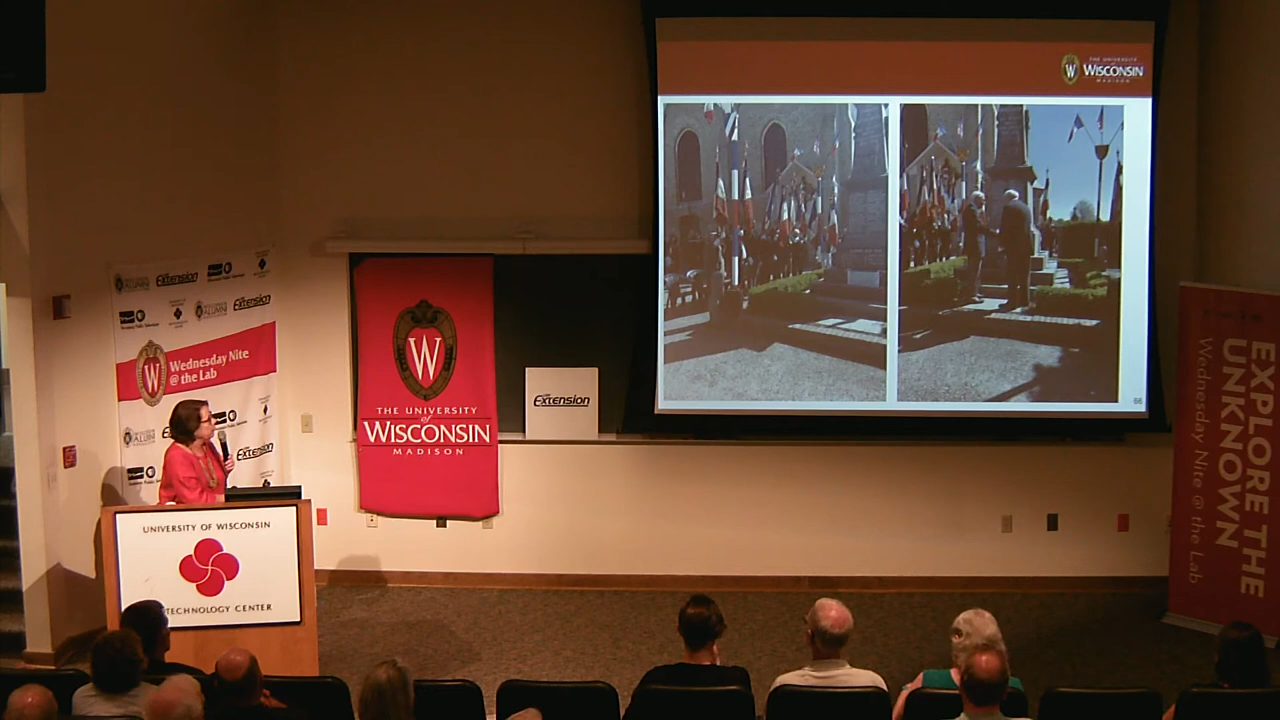 THE UNIVERSITY
of
WISCONSIN
MADISON
W
Extension
Extension
Wednesday Nite
@ the Lab
W
THE UNIVERSITY
of
WISCONSIN
MADISON
Extension
Extension
UNIVERSITY OF WISCONSIN
TECHNOLOGY CENTER
EXPLORE THE
UNKNOWN
Wednesday Nite @ the Lab